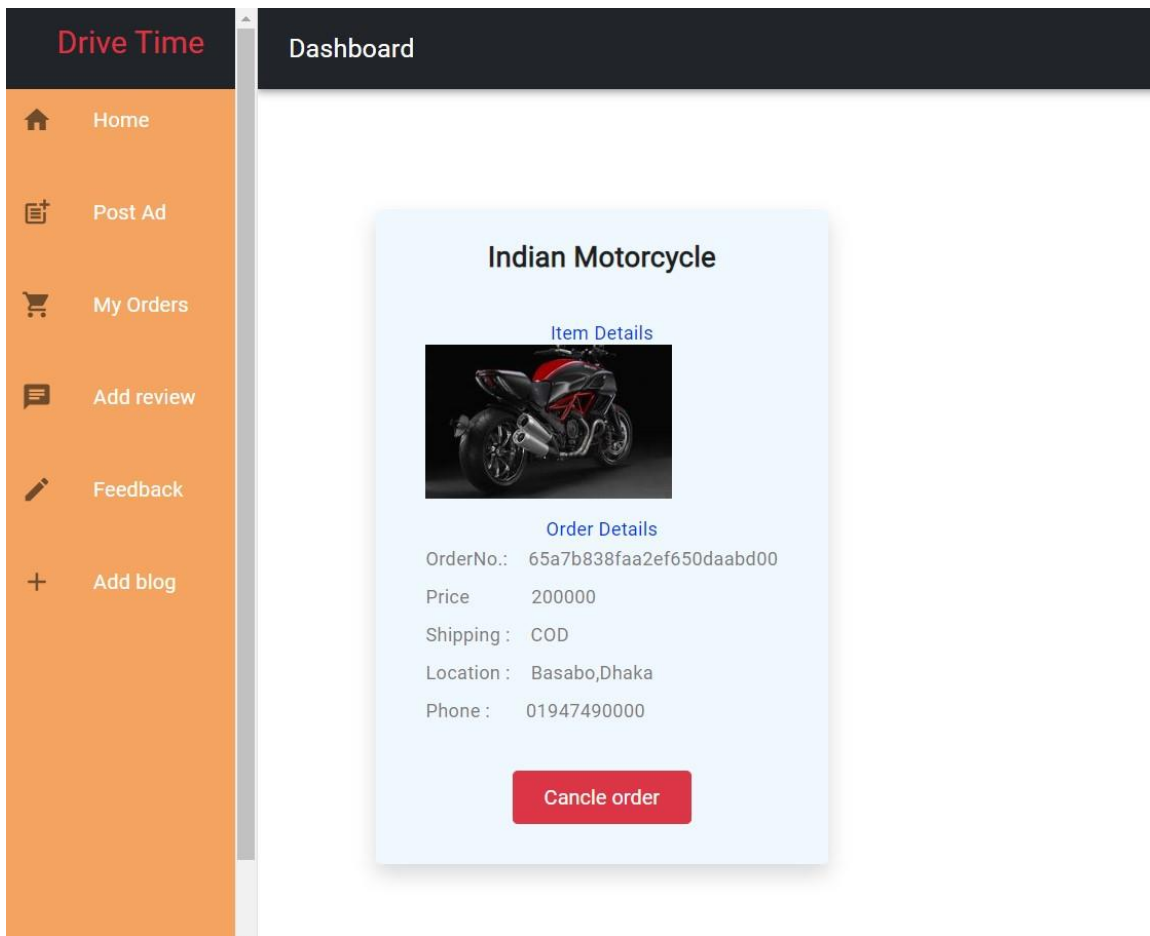 Drive Time
Dashboard
Home
Post Ad
My Orders
Add review
Feedback
Add blog
Indian Motorcycle
Item Details
Order Details
OrderNo.: 65a7b838faa2ef650daabd00
Price 200000
Shipping : COD
Location : Basabo,Dhaka
Phone : 01947490000
Cancle order